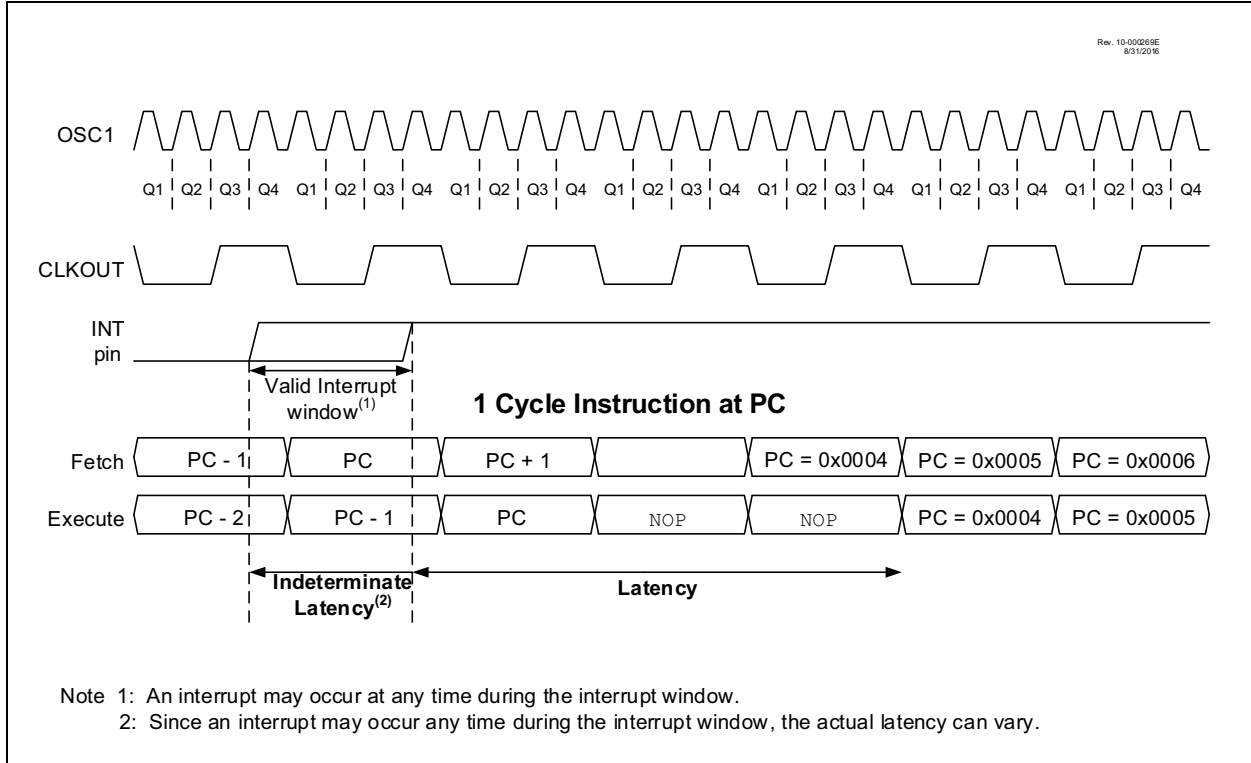 Rev. 10-000269E
8/31/2016
OSC1
Q1 Q2 Q3 Q4 Q1 Q2 Q3 Q4 Q1 Q2 Q3 Q4 Q1 Q2 Q3 Q4 Q1 Q2 Q3 Q4 Q1 Q2 Q3 Q4 Q1 Q2 Q3 Q4
CLKOUT
INT
pin
Valid Interrupt
window(1)
1 Cycle Instruction at PC
Fetch PC - 1 PC PC + 1 PC = 0x0004 PC = 0x0005 PC = 0x0006
Execute PC - 2 PC - 1 PC NOP NOP PC = 0x0004 PC = 0x0005
Indeterminate
Latency(2)
Latency
Note 1: An interrupt may occur at any time during the interrupt window.
2: Since an interrupt may occur any time during the interrupt window, the actual latency can vary.